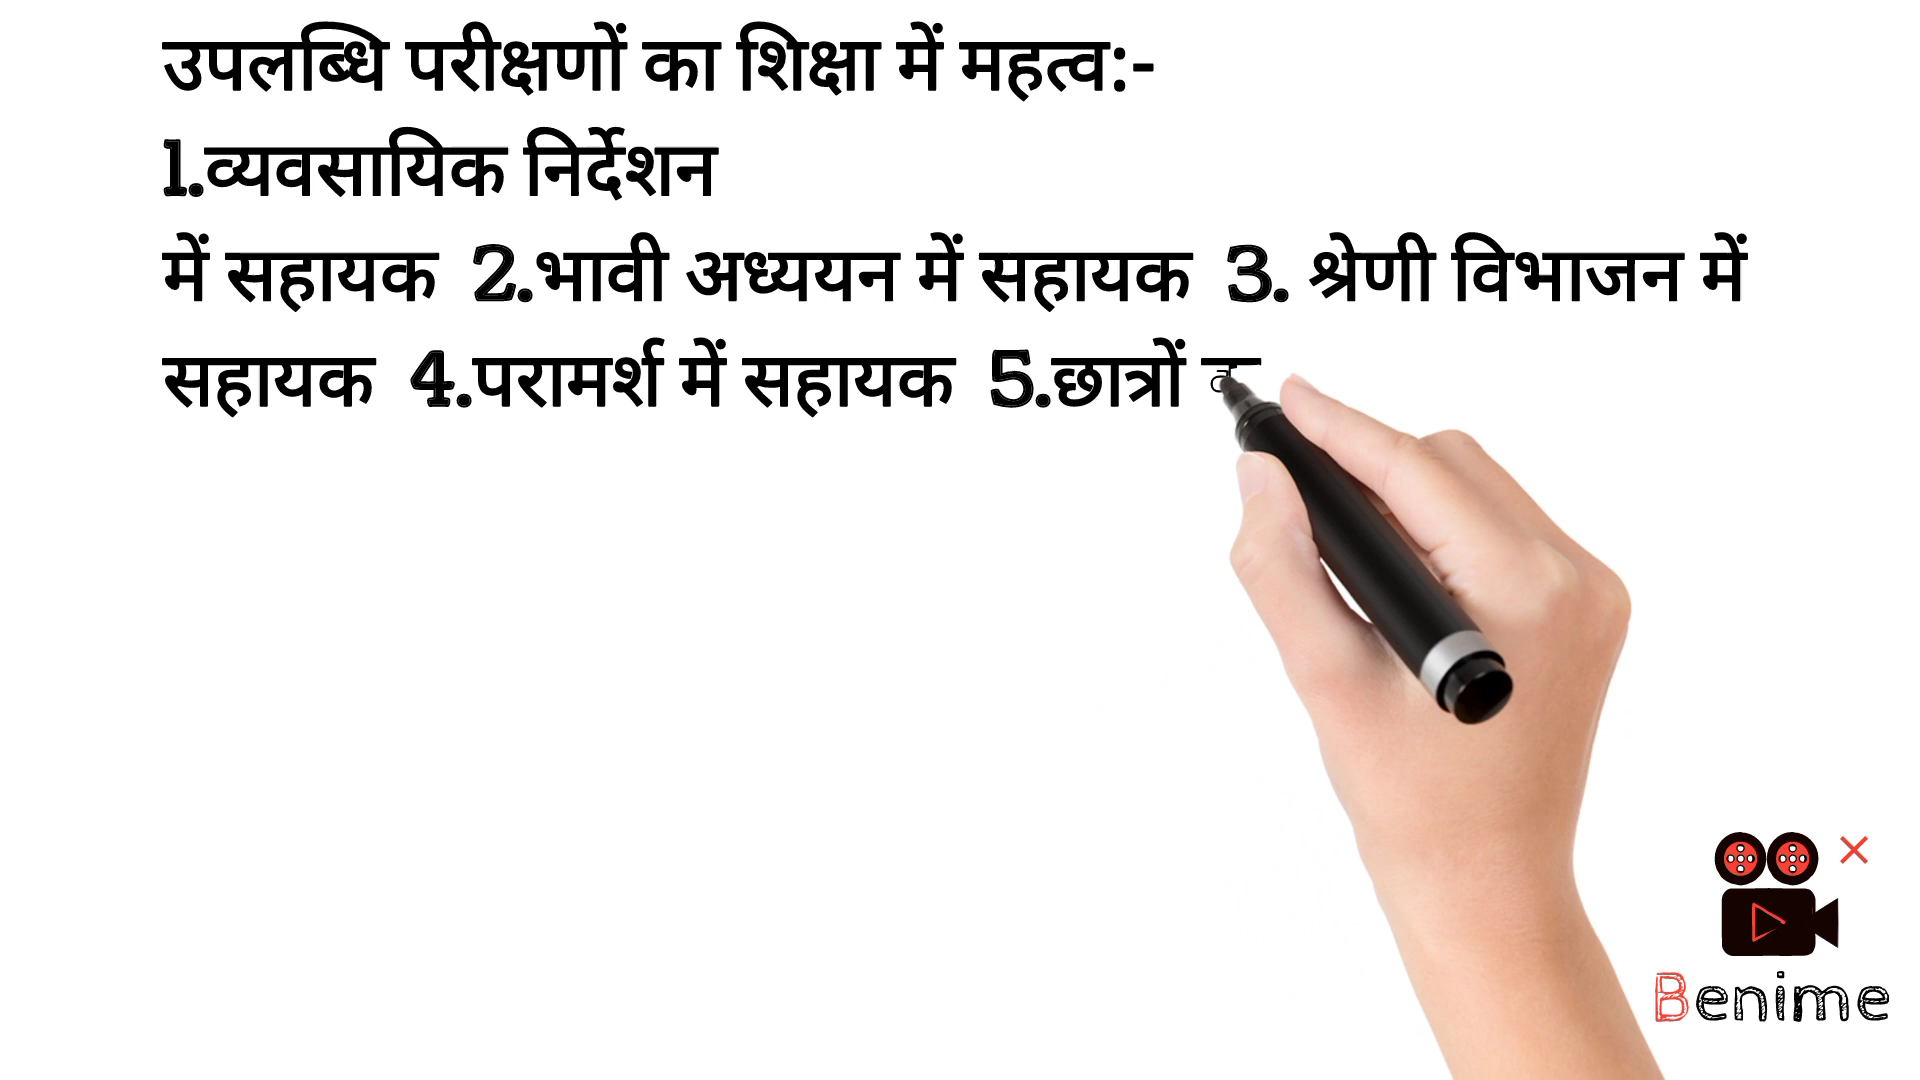 उपलब्धि परीक्षणों का शिक्षा में महत्व:-
1.व्यवसायिक निर्देशन
में सहायक 2.भावी अध्ययन में सहायक 3. श्रेणी विभाजन में
सहायक 4.परामर्श में सहायक 5.छात्रों
Benime